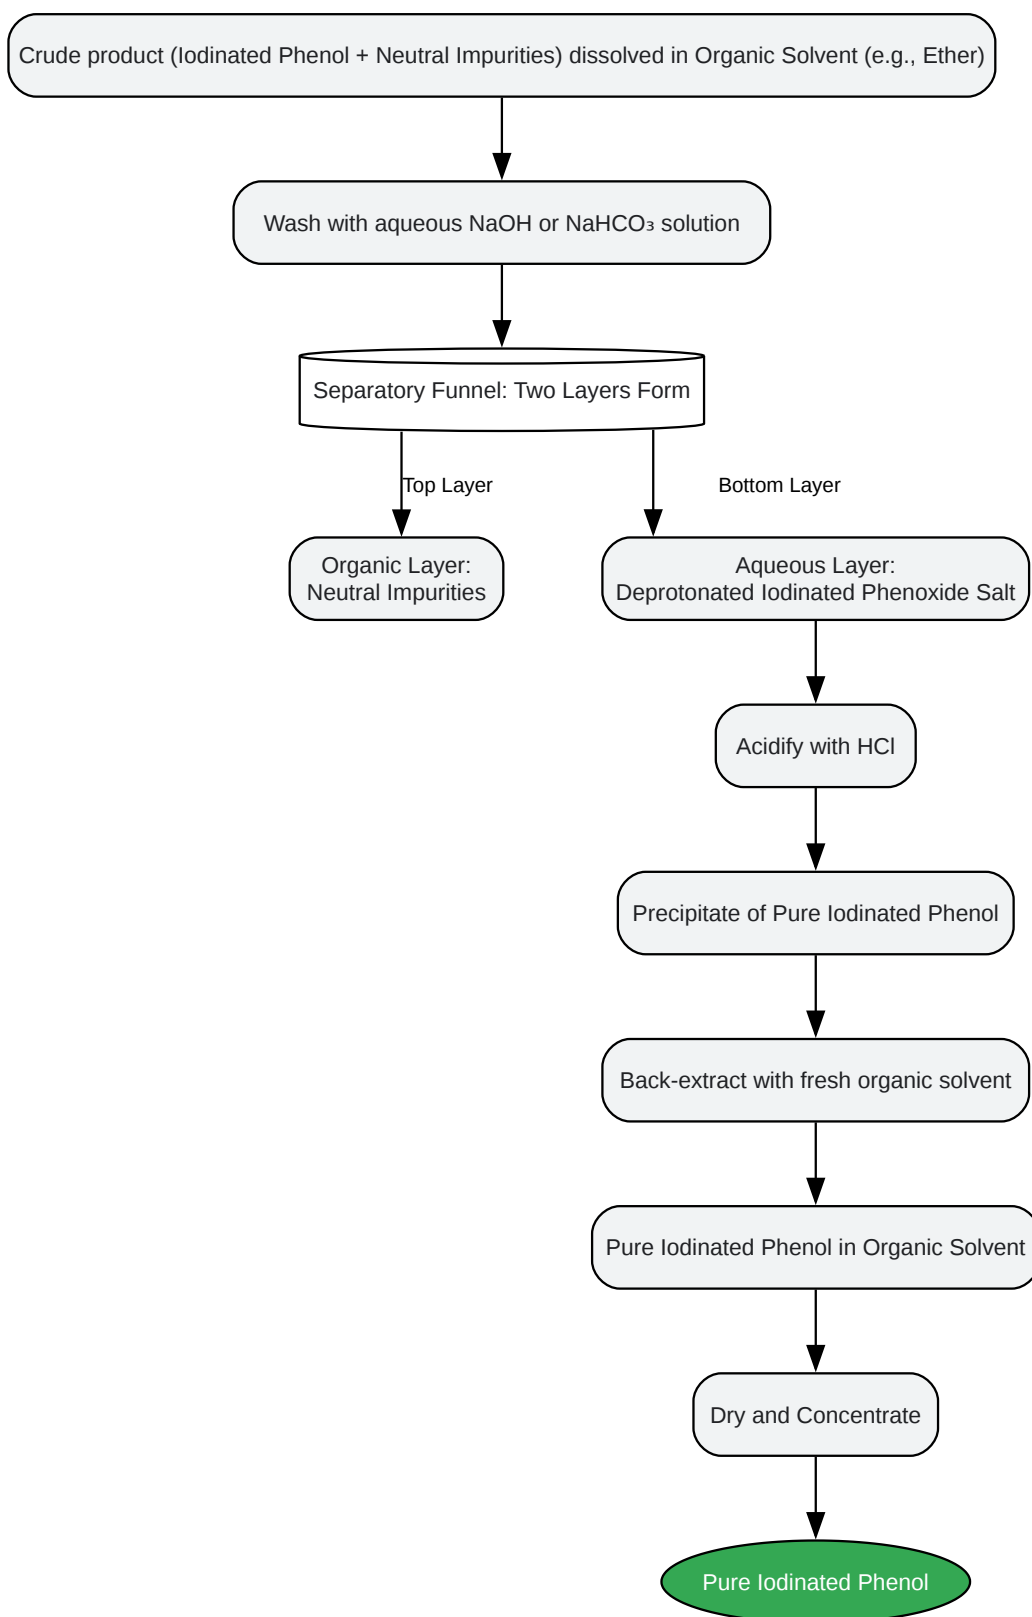 Crude product (Iodinated Phenol + Neutral Impurities) dissolved in Organic Solvent (e.g., Ether)
Wash with aqueous NaOH or NaHCO₃ solution
Separatory Funnel: Two Layers Form
Top Layer
Bottom Layer
Organic Layer:
Neutral Impurities
Aqueous Layer:
Deprotonated Iodinated Phenoxide Salt
Acidify with HCl
Precipitate of Pure Iodinated Phenol
Back-extract with fresh organic solvent
Pure Iodinated Phenol in Organic Solvent
Dry and Concentrate
Pure Iodinated Phenol